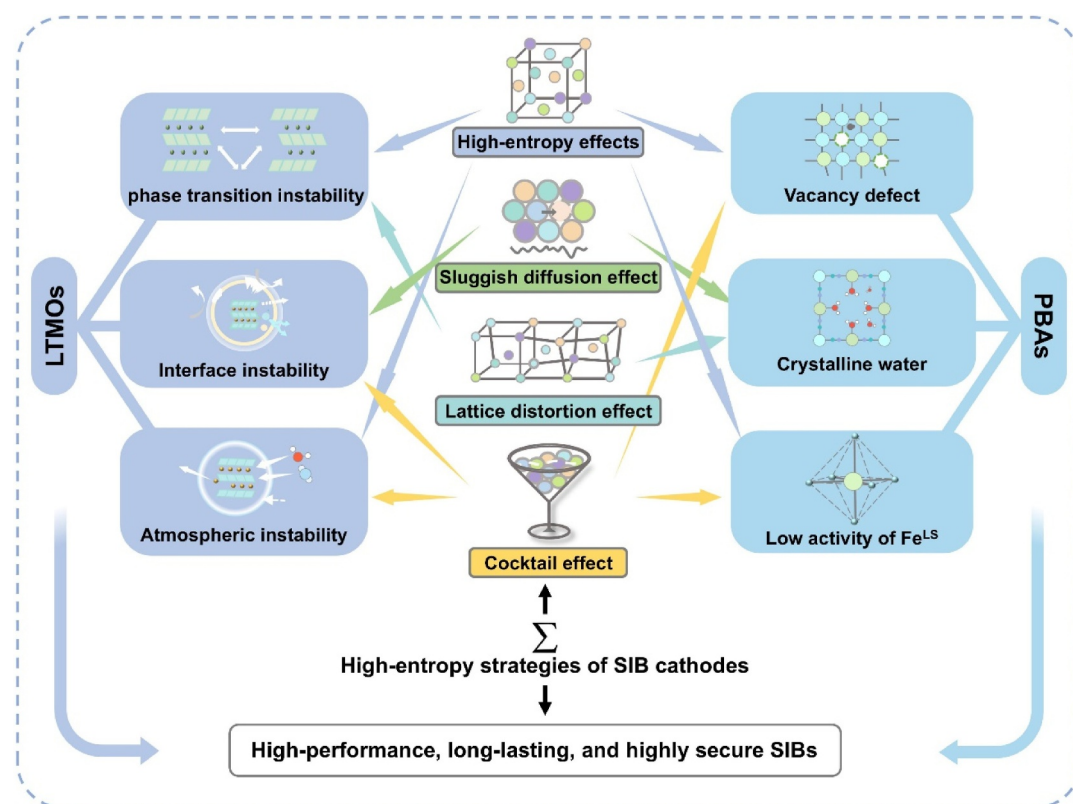 High-entropy effects
phase transition instability
Vacancy defect
Sluggish diffusion effect
LTMOs
PBAs
Interface instability
Crystalline water
Lattice distortion effect
Atmospheric instability
Low activity of Fe^LS
Cocktail effect
∑
High-entropy strategies of SIB cathodes
High-performance, long-lasting, and highly secure SIBs